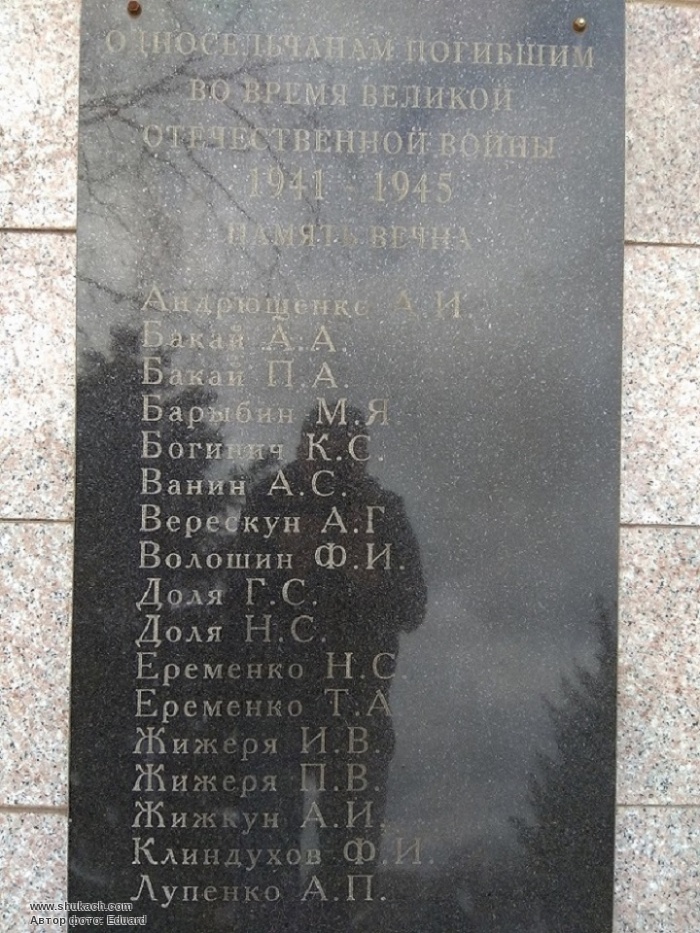 ОДНОСЕЛЬЧАНАМ ПОГИБШИМ
ВО ВРЕМЯ ВЕЛИКОЙ
ОТЕЧЕСТВЕННОЙ ВОЙНЫ
1941 - 1945
ПАМЯТЬ ВЕЧНА
Андрющенко А.И.
Бакай А.А.
Бакай П.А.
Барыбин М.Я
Богинич К.С.
Ванин А.С.
Верескун А.Г
Волошин Ф.И.
Доля Г.С.
Доля Н.С.
Еременко Н.С.
Еременко Т.А
Жижеря И.В.
Жижеря П.В.
Жижкун А.И.
Клиндухов Ф.И.
Лупенко А.П.
www.shukach.com
Автор фото: Eduard